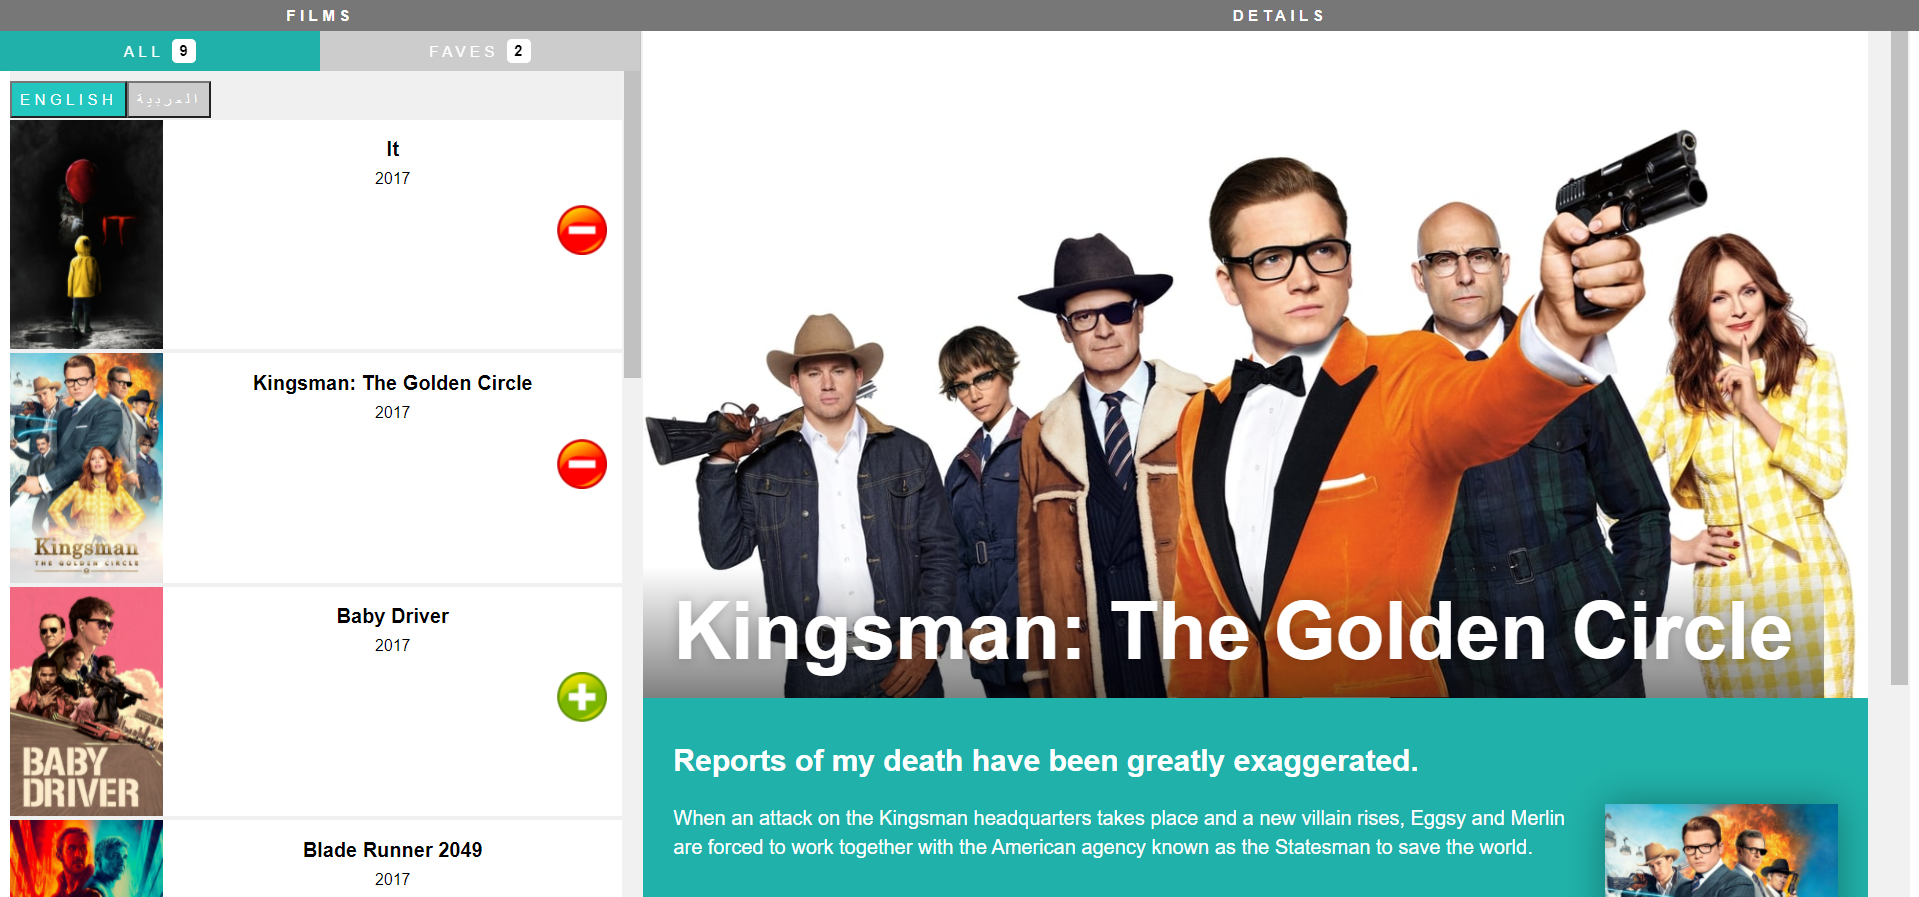 FILMS
DETAILS
ALL 9
FAVES 2
ENGLISH
العربية
IT
It
2017
Kingsman
THE GOLDEN CIRCLE
Kingsman: The Golden Circle
2017
BABY
DRIVER
Baby Driver
2017
Blade Runner 2049
2017
Kingsman: The Golden Circle
Reports of my death have been greatly exaggerated.
When an attack on the Kingsman headquarters takes place and a new villain rises, Eggsy and Merlin
are forced to work together with the American agency known as the Statesman to save the world.